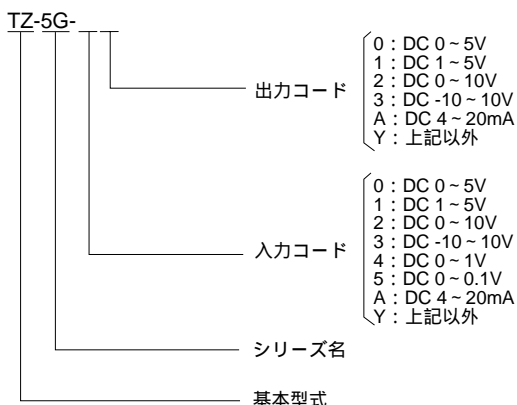 TZ-5G-
出力コード
0：DC 0～5V
1：DC 1～5V
2：DC 0～10V
3：DC -10～10V
A：DC 4～20mA
Y：上記以外
入力コード
0：DC 0～5V
1：DC 1～5V
2：DC 0～10V
3：DC -10～10V
4：DC 0～1V
5：DC 0～0.1V
A：DC 4～20mA
Y：上記以外
シリーズ名
基本型式